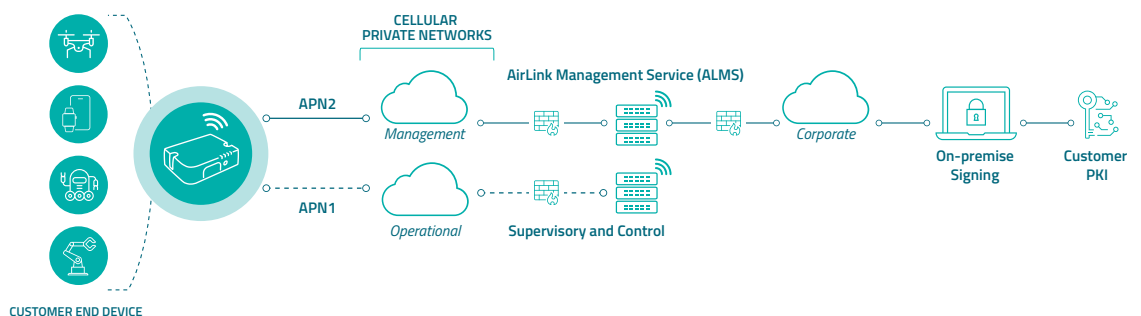 CELLULAR
PRIVATE NETWORKS
AirLink Management Service (ALMS)
APN2
Management
Corporate
On-premise
Signing
Customer
PKI
APN1
Operational
Supervisory and Control
CUSTOMER END DEVICE